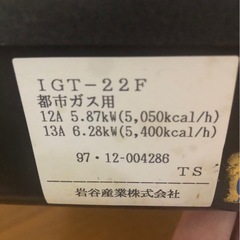 IGT-22F
都市ガス用
12A 5.87kW(5,050kcal/h)
13A 6.28kW(5,400kcal/h)
97・12-004286
TS
岩谷産業株式会社